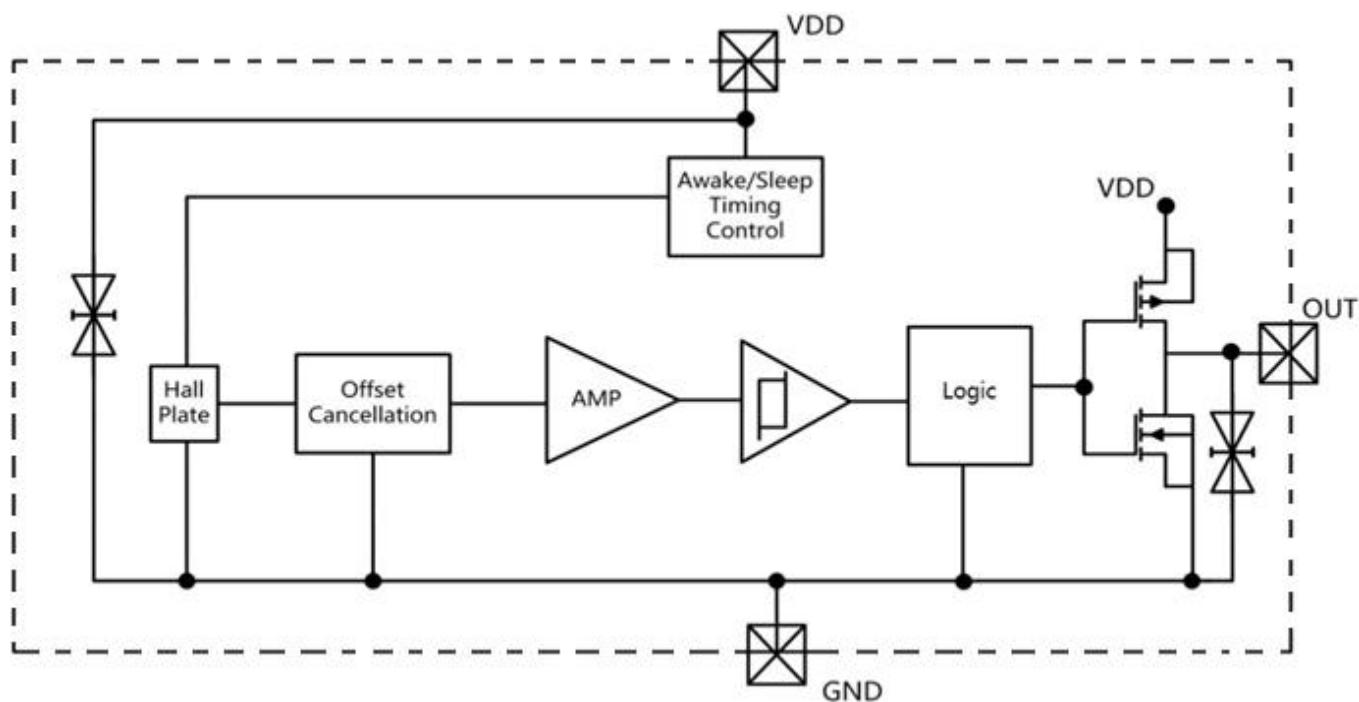 VDD
Awake/Sleep
Timing
Control
VDD
OUT
Hall
Plate
Offset
Cancellation
AMP
Logic
GND